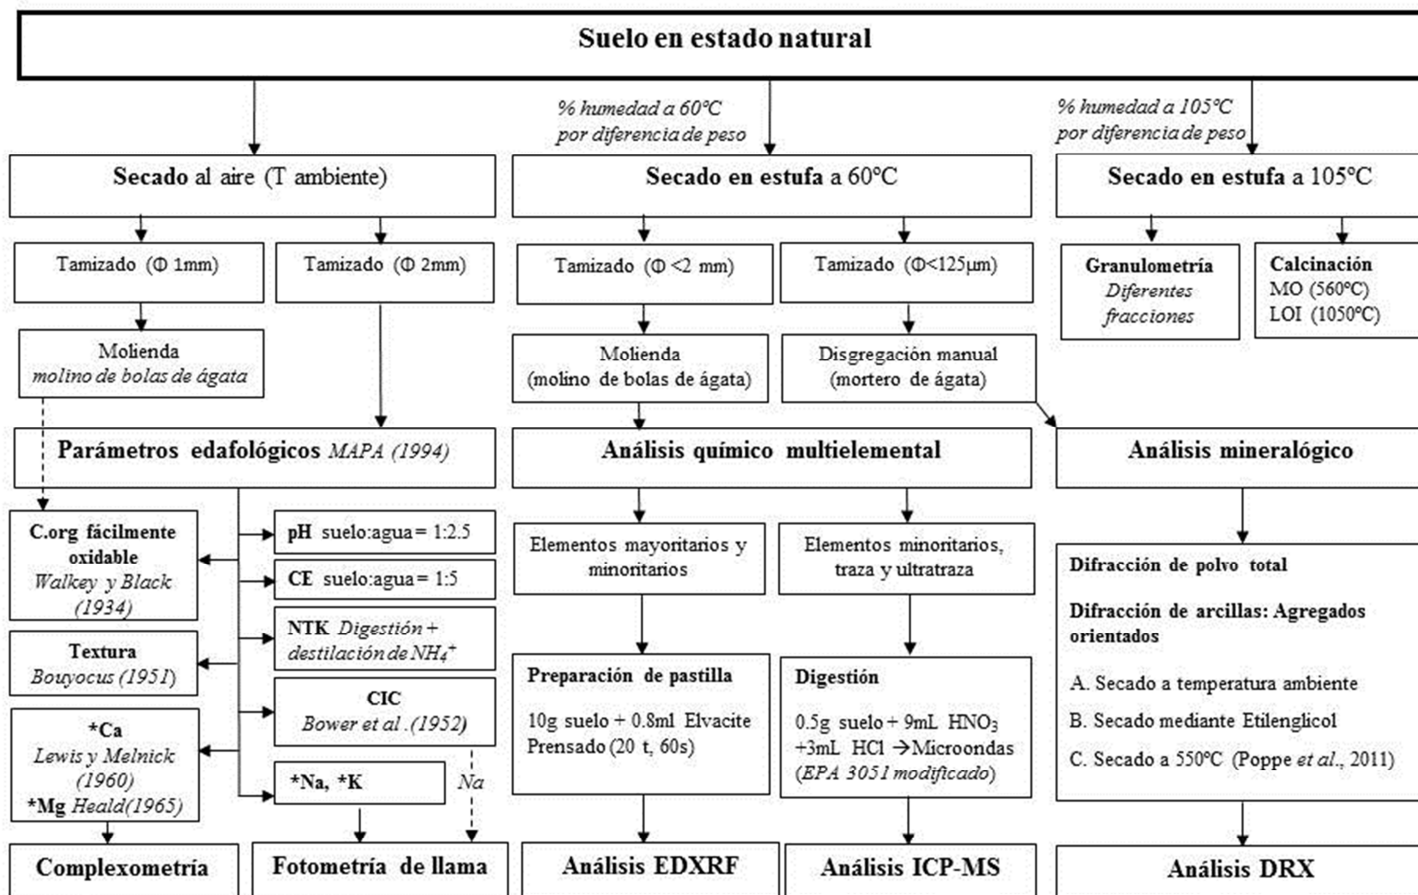 Suelo en estado natural
% humedad a 60ºC
por diferencia de peso
% humedad a 105ºC
por diferencia de peso
Secado al aire (T ambiente)
Secado en estufa a 60ºC
Secado en estufa a 105ºC
Tamizado (Φ 1mm)
Tamizado (Φ 2mm)
Tamizado (Φ <2 mm)
Tamizado (Φ<125µm)
Granulometría
Diferentes
fracciones
Calcinación
MO (560ºC)
LOI (1050ºC)
Molienda
molino de bolas de ágata
Molienda
(molino de bolas de ágata)
Disgregación manual
(mortero de ágata)
Parámetros edafológicos MAPA (1994)
Análisis químico multielemental
Análisis mineralógico
C.org fácilmente
oxidable
Walkey y Black
(1934)
Textura
Bouyocus (1951)
*Ca
Lewis y Melnick
(1960)
*Mg Heald(1965)
pH suelo:agua = 1:2.5
CE suelo:agua = 1:5
NTK Digestión +
destilación de NH₄⁺
CIC
Bower et al .(1952)
*Na, *K
Na
Elementos mayoritarios y
minoritarios
Elementos minoritarios,
traza y ultratraza
Preparación de pastilla
10g suelo + 0.8ml Elvacite
Prensado (20 t, 60s)
Digestión
0.5g suelo + 9mL HNO₃
+3mL HCl →Microondas
(EPA 3051 modificado)
Difracción de polvo total
Difracción de arcillas: Agregados
orientados
A. Secado a temperatura ambiente
B. Secado mediante Etilenglicol
C. Secado a 550ºC (Poppe et al., 2011)
Complexometría
Fotometría de llama
Análisis EDXRF
Análisis ICP-MS
Análisis DRX